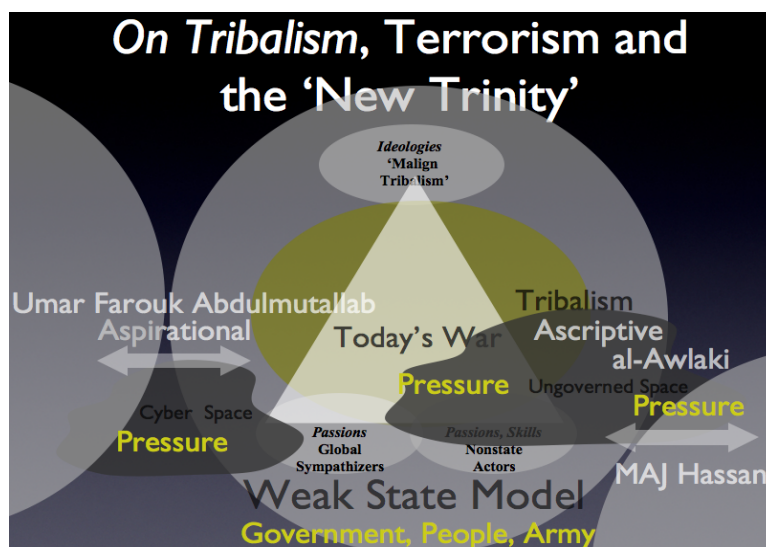 On Tribalism, Terrorism and
the ‘New Trinity’
Ideologies
‘Malign
Tribalism’
Umar Farouk Abdulmutallab
Aspirational
Tribalism
Ascriptive
al-Awlaki
Today's War
Pressure
Ungoverned Space
Pressure
Cyber Space
Pressure
Passions
Global
Sympathizers
Passions, Skills
Nonstate
Actors
MAJ Hassan
Weak State Model
Government, People, Army